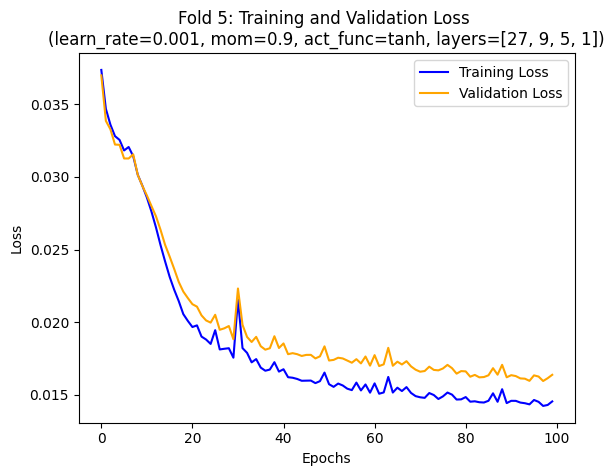 Fold 5: Training and Validation Loss
(learn_rate=0.001, mom=0.9, act_func=tanh, layers=[27, 9, 5, 1])
Training Loss
Validation Loss
Loss
0.035
0.030
0.025
0.020
0.015
0
20
40
60
80
100
Epochs